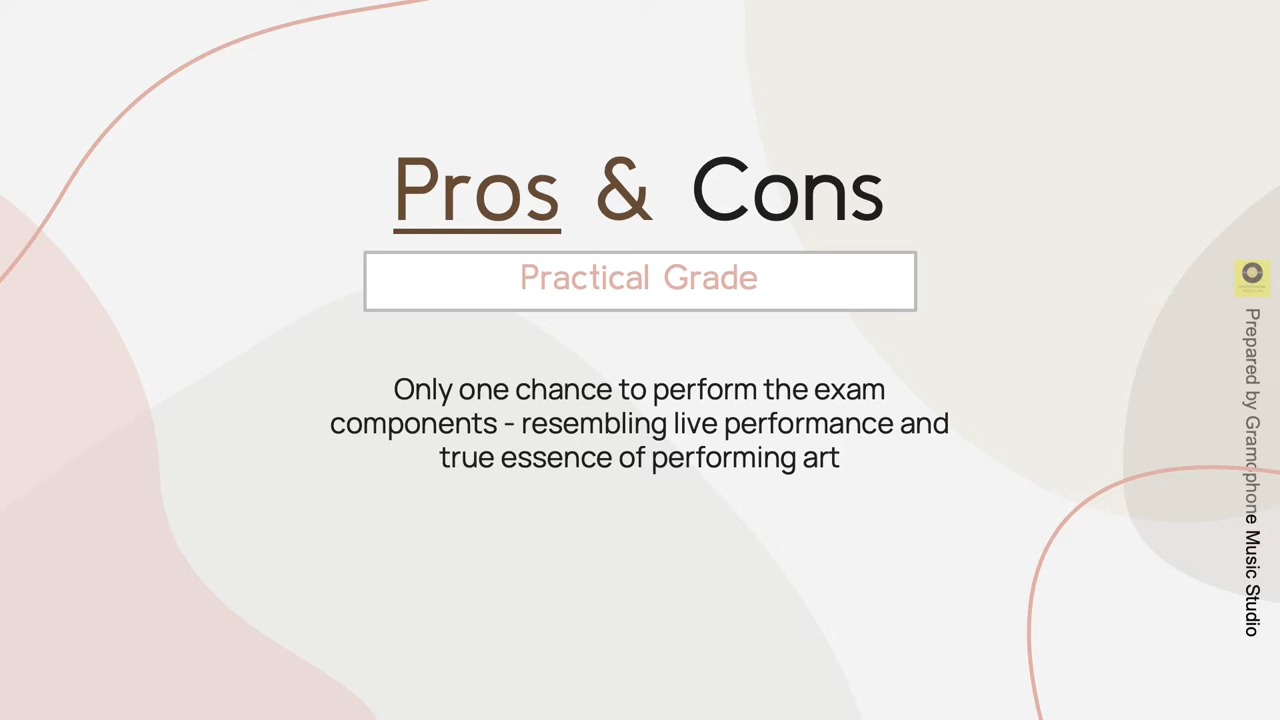 Pros & Cons
Practical Grade
Only one chance to perform the exam
components - resembling live performance and
true essence of performing art
Prepared by Gramophone Music Studio